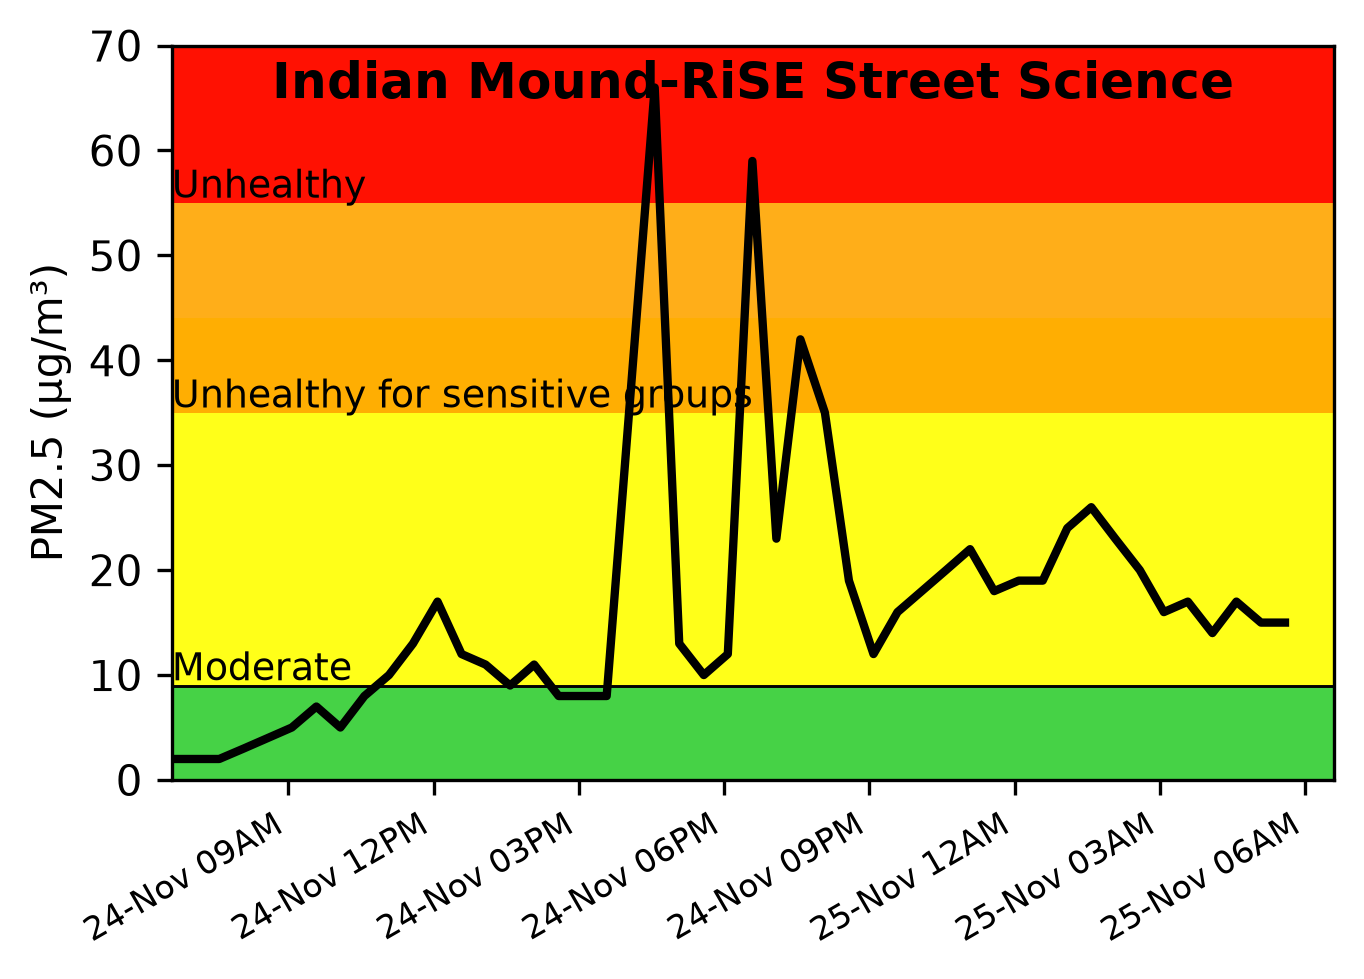 Indian Mound-RiSE Street Science
70
60
50
40
30
20
10
0
PM2.5 (μg/m³)
Unhealthy
Unhealthy for sensitive groups
Moderate
24-Nov 09AM
24-Nov 12PM
24-Nov 03PM
24-Nov 06PM
24-Nov 09PM
25-Nov 12AM
25-Nov 03AM
25-Nov 06AM